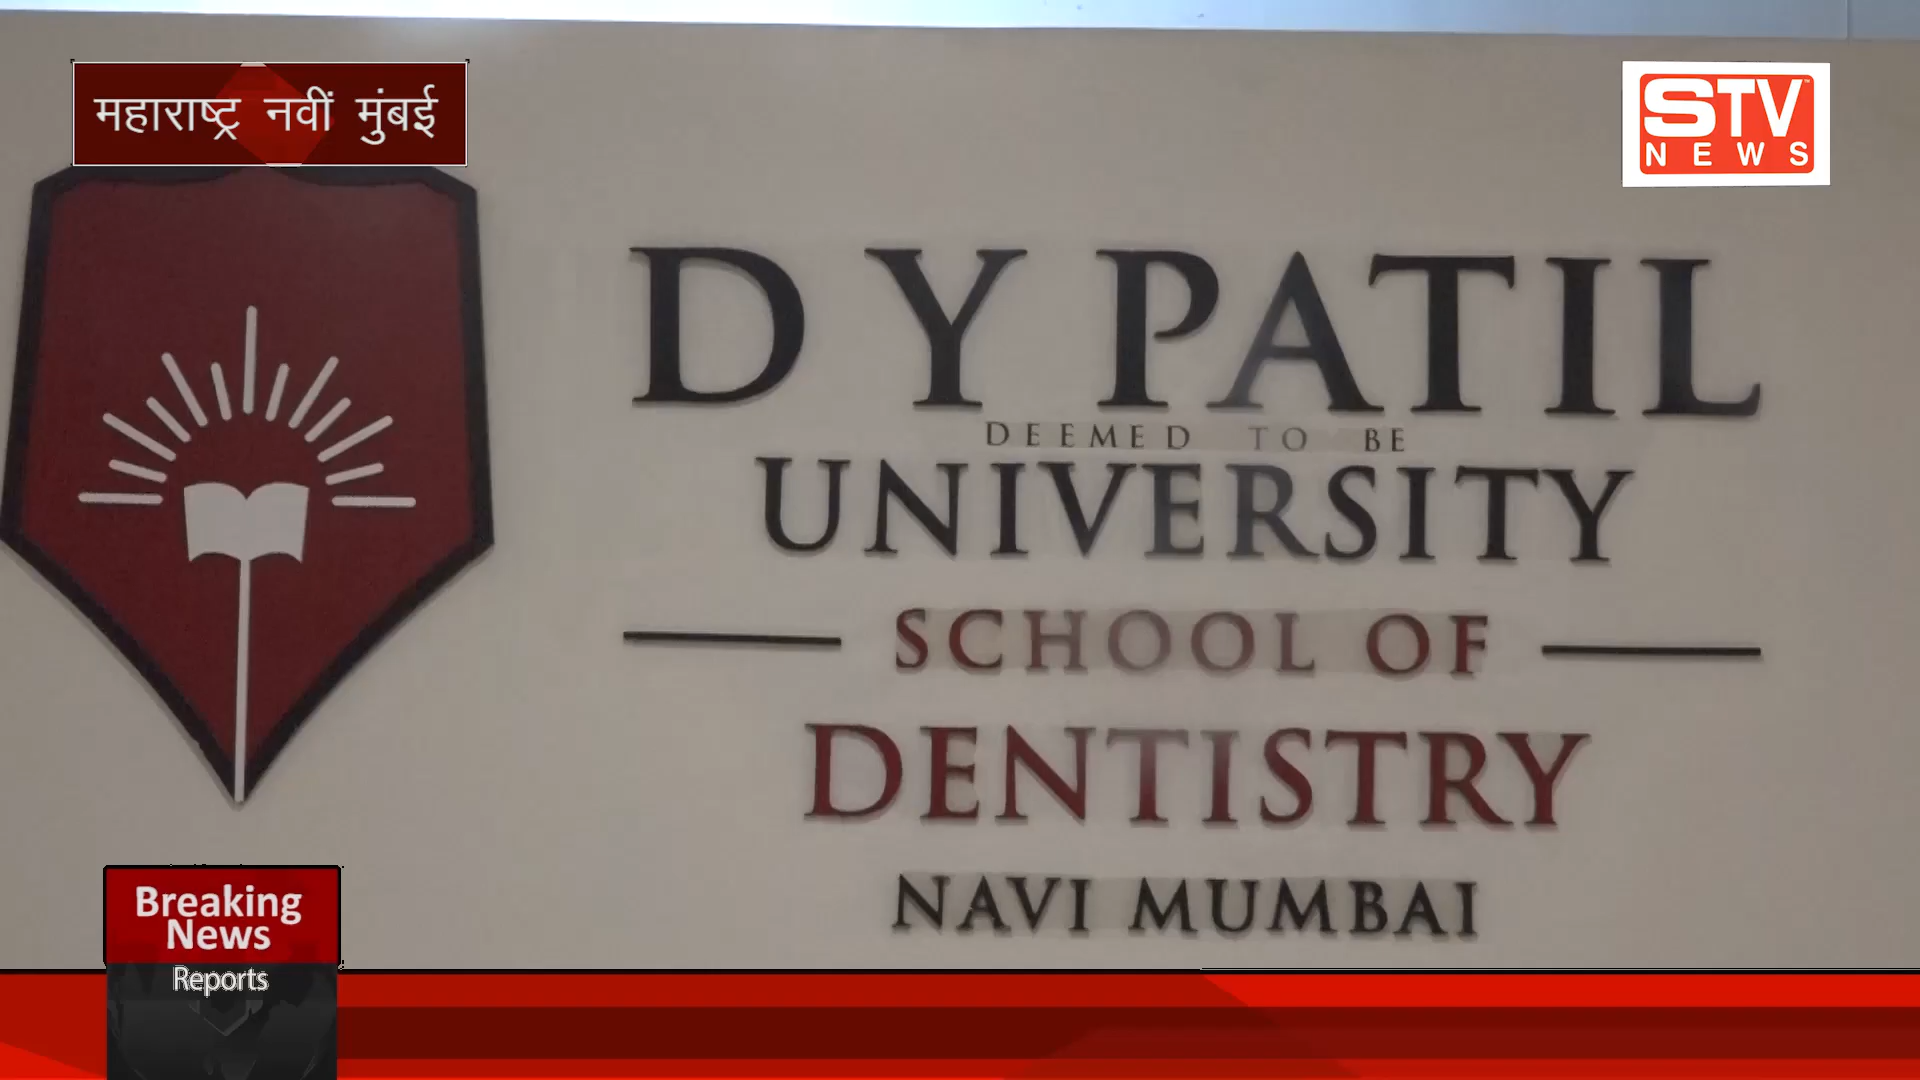 महाराष्ट्र नवीं मुंबई
STV
NEWS
D Y PATIL
DEEMED TO BE
UNIVERSITY
SCHOOL OF
DENTISTRY
NAVI MUMBAI
Breaking
News
Reports